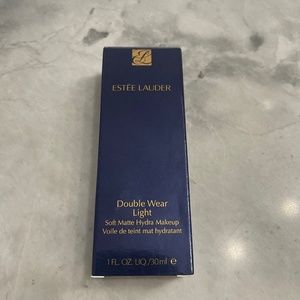 ESTĒE LAUDER
Double Wear
Light
Soft Matte Hydra Makeup
Voile de teint mat hydratant
1 FL. OZ. LIQ /30ml e